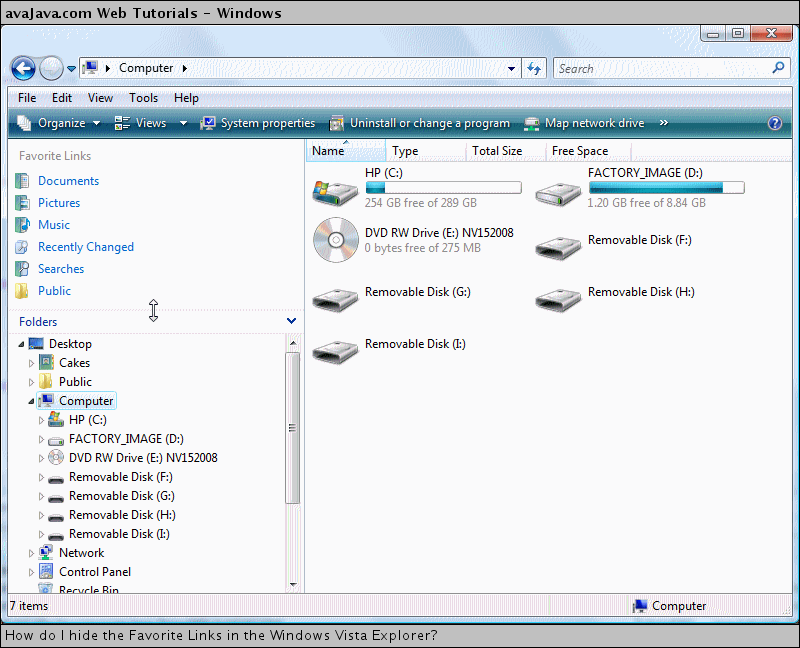 avaJava.com Web Tutorials - Windows
Computer
Search
File Edit View Tools Help
Organize Views System properties Uninstall or change a program Map network drive »
Favorite Links
Documents
Pictures
Music
Recently Changed
Searches
Public
Folders
Desktop
Cakes
Public
Computer
HP (C:)
FACTORY_IMAGE (D:)
DVD RW Drive (E:) NV152008
Removable Disk (F:)
Removable Disk (G:)
Removable Disk (H:)
Removable Disk (I:)
Network
Control Panel
Recycle Bin
Name Type Total Size Free Space
HP (C:)
254 GB free of 289 GB
FACTORY_IMAGE (D:)
1.20 GB free of 8.84 GB
DVD RW Drive (E:) NV152008
0 bytes free of 275 MB
Removable Disk (F:)
Removable Disk (G:)
Removable Disk (H:)
Removable Disk (I:)
7 items
Computer
How do I hide the Favorite Links in the Windows Vista Explorer?